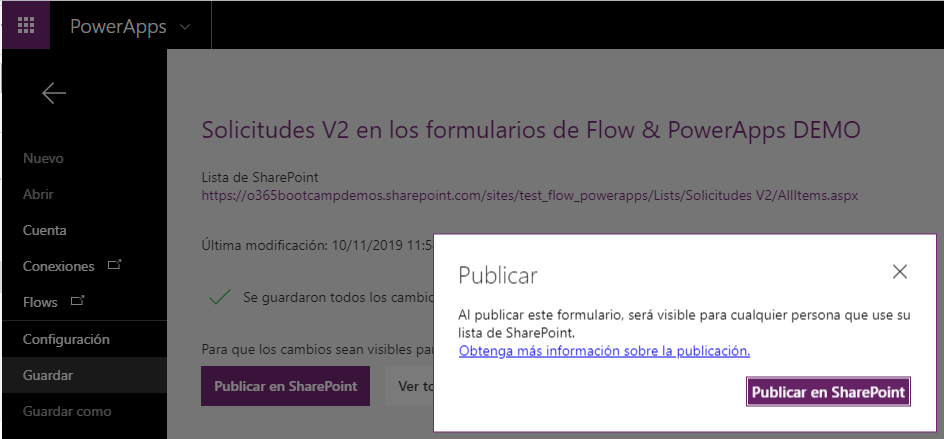 PowerApps
Nuevo
Abrir
Cuenta
Conexiones
Flows
Configuración
Guardar
Guardar como
Solicitudes V2 en los formularios de Flow & PowerApps DEMO
Lista de SharePoint
https://o365bootcampdemos.sharepoint.com/sites/test_flow_powerapps/Lists/Solicitudes V2/AllItems.aspx
Última modificación: 10/11/2019 11:5
Se guardaron todos los cambio
Para que los cambios sean visibles par
Publicar en SharePoint
Ver to
Publicar
Al publicar este formulario, será visible para cualquier persona que use su
lista de SharePoint.
Obtenga más información sobre la publicación.
Publicar en SharePoint